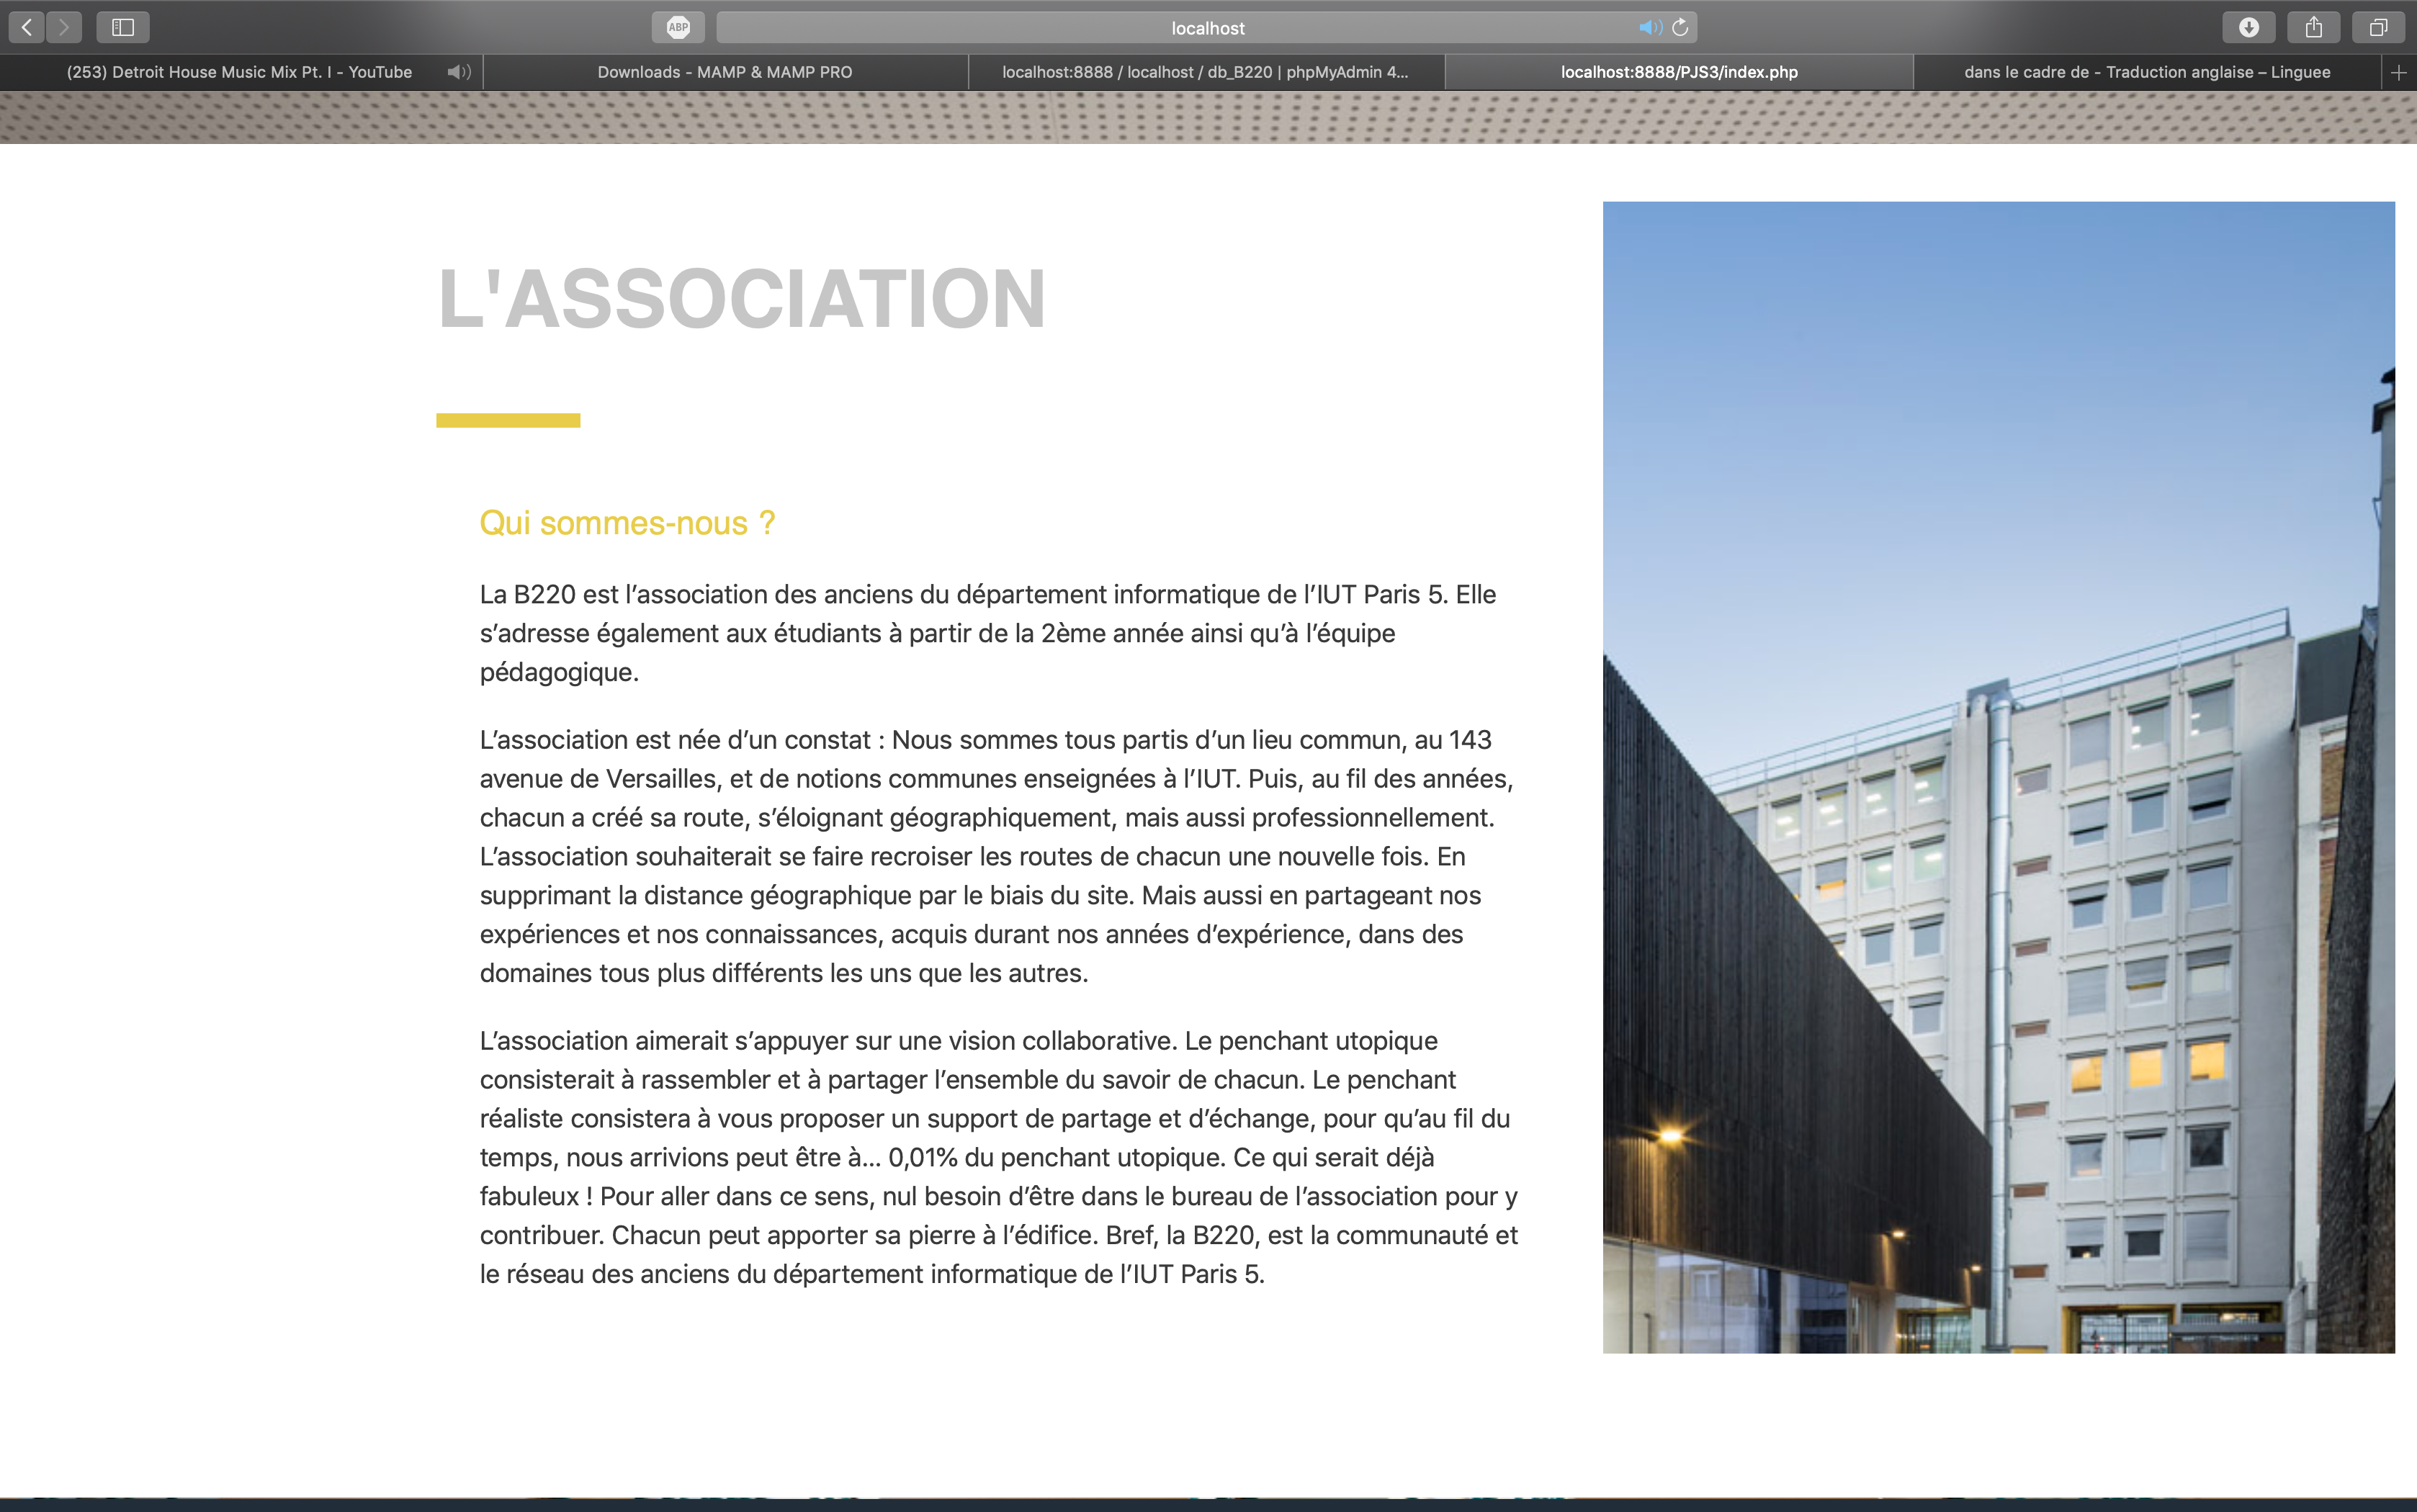 ABP
localhost
(253) Detroit House Music Mix Pt. I - YouTube
Downloads - MAMP & MAMP PRO
localhost:8888 / localhost / db_B220 | phpMyAdmin 4...
localhost:8888/PJS3/index.php
dans le cadre de - Traduction anglaise – Linguee
L'ASSOCIATION
Qui sommes-nous ?
La B220 est l’association des anciens du département informatique de l’IUT Paris 5. Elle
s’adresse également aux étudiants à partir de la 2ème année ainsi qu’à l’équipe
pédagogique.
L’association est née d’un constat : Nous sommes tous partis d’un lieu commun, au 143
avenue de Versailles, et de notions communes enseignées à l’IUT. Puis, au fil des années,
chacun a créé sa route, s’éloignant géographiquement, mais aussi professionnellement.
L’association souhaiterait se faire recroiser les routes de chacun une nouvelle fois. En
supprimant la distance géographique par le biais du site. Mais aussi en partageant nos
expériences et nos connaissances, acquis durant nos années d’expérience, dans des
domaines tous plus différents les uns que les autres.
L’association aimerait s’appuyer sur une vision collaborative. Le penchant utopique
consisterait à rassembler et à partager l’ensemble du savoir de chacun. Le penchant
réaliste consistera à vous proposer un support de partage et d’échange, pour qu’au fil du
temps, nous arrivions peut être à... 0,01% du penchant utopique. Ce qui serait déjà
fabuleux ! Pour aller dans ce sens, nul besoin d’être dans le bureau de l’association pour y
contribuer. Chacun peut apporter sa pierre à l’édifice. Bref, la B220, est la communauté et
le réseau des anciens du département informatique de l’IUT Paris 5.